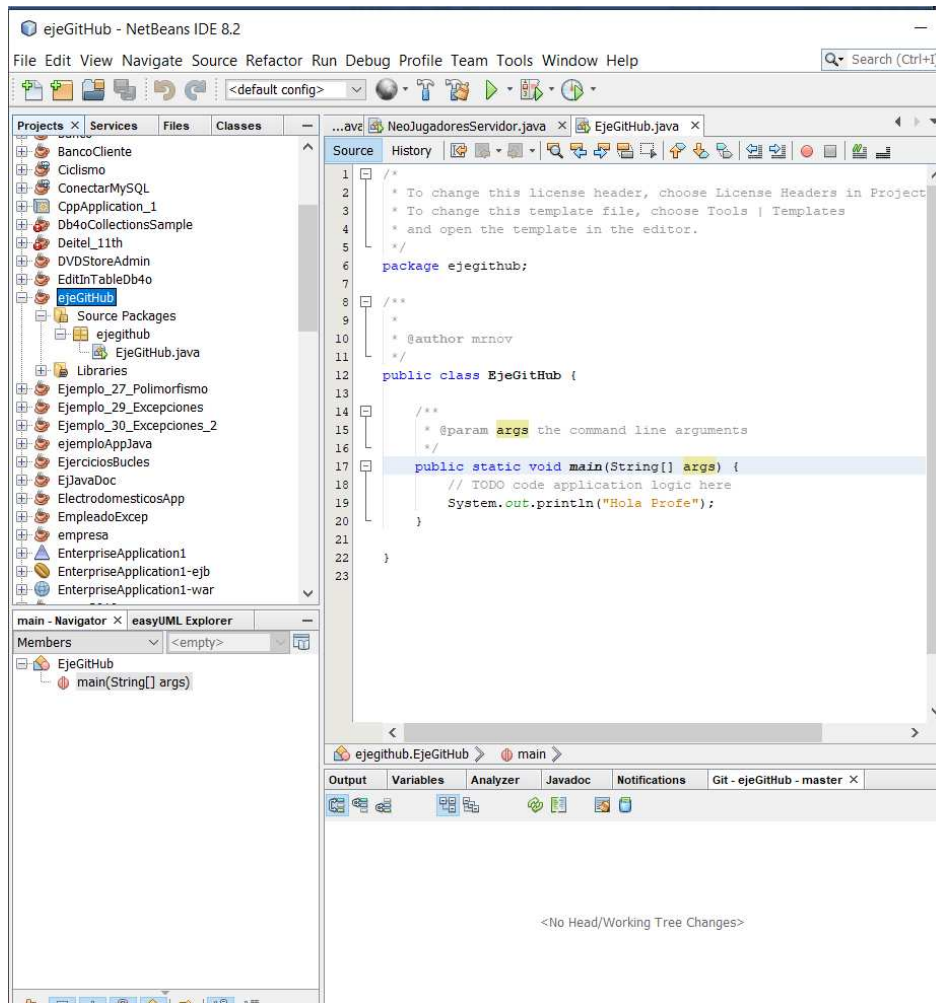 ejeGitHub - NetBeans IDE 8.2
File Edit View Navigate Source Refactor Run Debug Profile Team Tools Window Help
Search (Ctrl+I)
<default config>
Projects Services Files Classes
...ava NeoJugadoresServidor.java EjeGitHub.java
Source History
BancoCliente
Ciclismo
ConectarMySQL
CppApplication_1
Db4oCollectionsSample
Deitel_11th
DVDStoreAdmin
EditInTableDb4o
ejeGitHub
Source Packages
ejegithub
EjeGitHub.java
Libraries
Ejemplo_27_Polimorfismo
Ejemplo_29_Excepciones
Ejemplo_30_Excepciones_2
ejemploAppJava
EjerciciosBucles
EjJavaDoc
ElectrodomesticosApp
EmpleadoExcep
empresa
EnterpriseApplication1
EnterpriseApplication1-ejb
EnterpriseApplication1-war
1 /*
2 * To change this license header, choose License Headers in Project
3 * To change this template file, choose Tools | Templates
4 * and open the template in the editor.
5 */
6 package ejegithub;
7
8 /**
9 *
10 * @author mrnov
11 */
12 public class EjeGitHub {
13
14 /**
15 * @param args the command line arguments
16 */
17 public static void main(String[] args) {
18 // TODO code application logic here
19 System.out.println("Hola Profe");
20 }
21
22 }
23
main - Navigator easyUML Explorer
Members <empty>
EjeGitHub
main(String[] args)
ejegithub.EjeGitHub main
Output Variables Analyzer Javadoc Notifications Git - ejeGitHub - master
<No Head/Working Tree Changes>